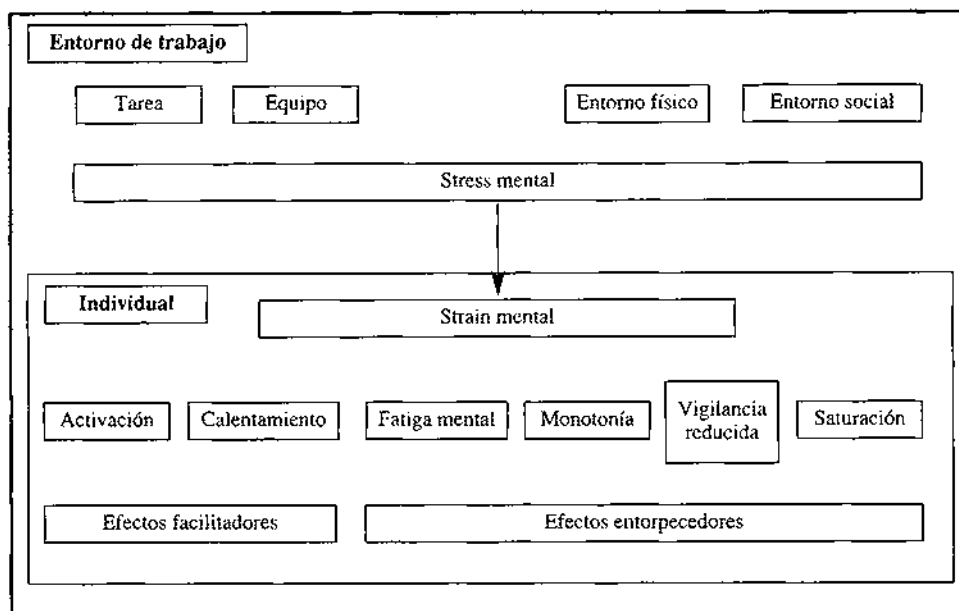 Entorno de trabajo
Tarea
Equipo
Entorno físico
Entorno social
Stress mental
Indívidual
Strain mental
Activación
Calentamiento
Fatiga mental
Monotonía
Vigilancia
reducida
Saturación
Efectos facilitadores
Efectos entorpecedores